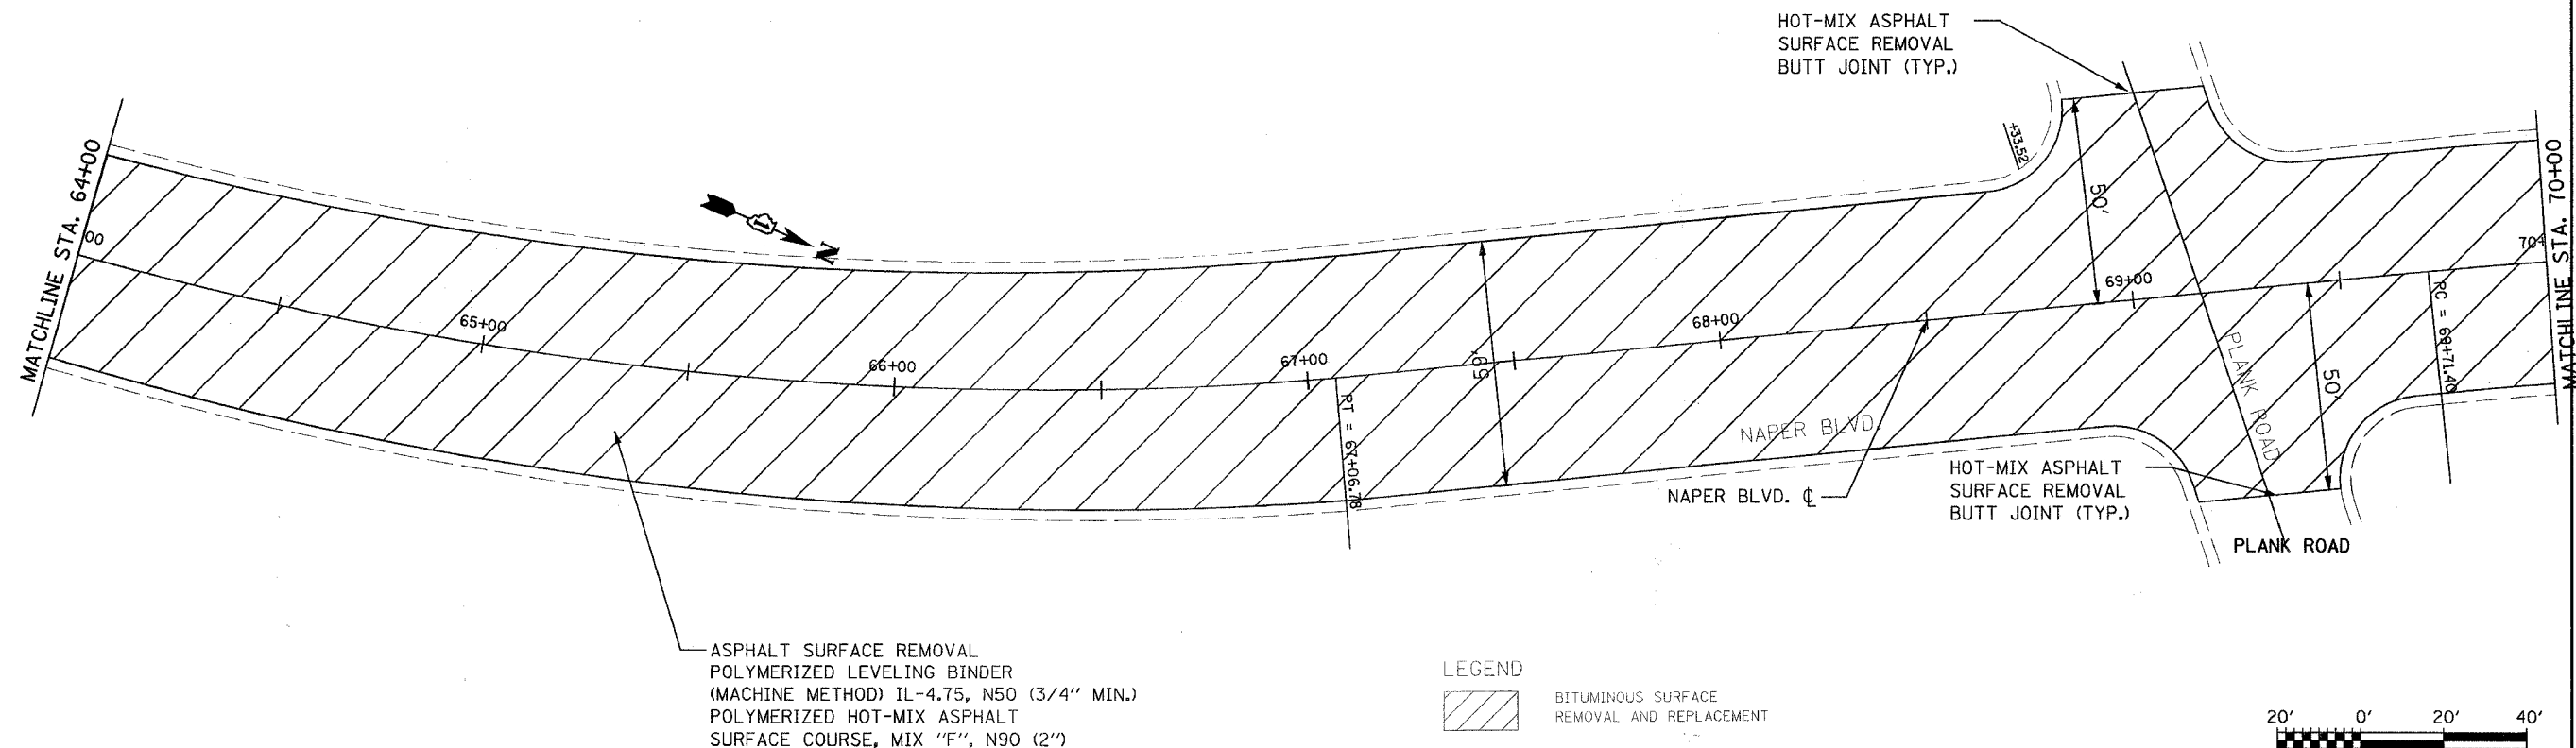 HOT-MIX ASPHALT
SURFACE REMOVAL
BUTT JOINT (TYP.)
MATCHLINE STA. 64+00
00
N
65+00
66+00
67+00
RT = 67+06.78
59'
68+00
NAPER BLVD.
NAPER BLVD. ℄
+33.52
50'
69+00
PLANK ROAD
50'
HOT-MIX ASPHALT
SURFACE REMOVAL
BUTT JOINT (TYP.)
PLANK ROAD
RC = 69+71.40
70+
MATCHLINE STA. 70+00
ASPHALT SURFACE REMOVAL
POLYMERIZED LEVELING BINDER
(MACHINE METHOD) IL-4.75, N50 (3/4" MIN.)
POLYMERIZED HOT-MIX ASPHALT
SURFACE COURSE, MIX "F", N90 (2")
LEGEND
BITUMINOUS SURFACE
REMOVAL AND REPLACEMENT
20' 0' 20' 40'